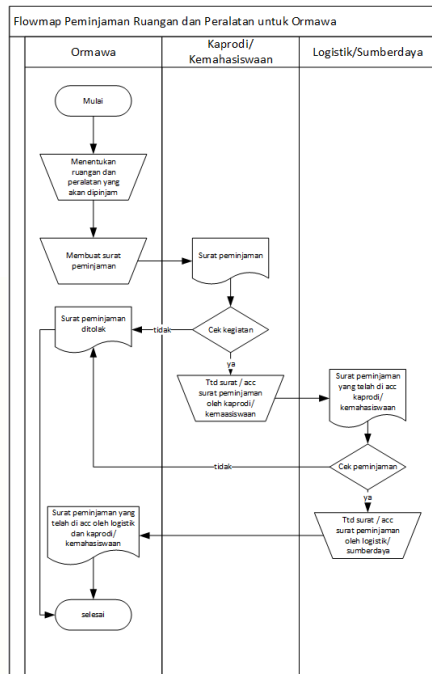 Flowmap Peminjaman Ruangan dan Peralatan untuk Ormawa
Ormawa
Kaprodi/
Kemahasiswaan
Logistik/Sumberdaya
Mulai
Menentukan
ruangan dan
peralatan yang
akan dipinjam
Membuat surat
peminjaman
Surat peminjaman
Surat peminjaman
ditolak
tidak
Cek kegiatan
ya
Ttd surat / acc
surat peminjaman
oleh kaprodi/
kemaasiswaan
Surat peminjaman
yang telah di acc
kaprodi/
kemahasiswaan
tidak
Cek peminjaman
ya
Surat peminjaman yang
telah di acc oleh logistik
dan kaprodi/
kemahasiswaan
Ttd surat / acc
surat peminjaman
oleh logistik/
sumberdaya
selesai